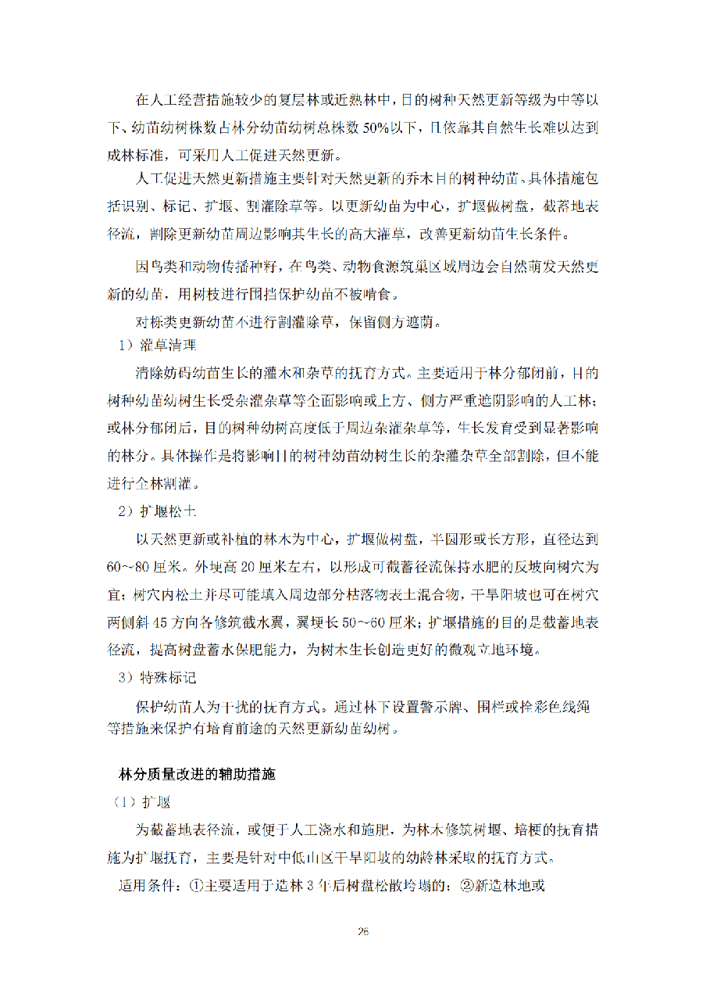 在人工经营措施较少的复层林或近熟林中，目的树种天然更新等级为中等以
下、幼苗幼树株数占林分幼苗幼树总株数 50%以下，且依靠其自然生长难以达到
成林标准，可采用人工促进天然更新。
人工促进天然更新措施主要针对天然更新的乔木目的树种幼苗。具体措施包
括识别、标记、扩堰、割灌除草等。以更新幼苗为中心，扩堰做树盘，截蓄地表
径流，割除更新幼苗周边影响其生长的高大灌草，改善更新幼苗生长条件。
因鸟类和动物传播种籽，在鸟类、动物食源筑巢区域周边会自然萌发天然更
新的幼苗，用树枝进行围挡保护幼苗不被啃食。
对栎类更新幼苗不进行割灌除草，保留侧方遮荫。
1）灌草清理
清除妨碍幼苗生长的灌木和杂草的抚育方式。主要适用于林分郁闭前，目的
树种幼苗幼树生长受杂灌杂草等全面影响或上方、侧方严重遮阴影响的人工林；
或林分郁闭后，目的树种幼树高度低于周边杂灌杂草等，生长发育受到显著影响
的林分。具体操作是将影响目的树种幼苗幼树生长的杂灌杂草全部割除，但不能
进行全林割灌。
2）扩堰松土
以天然更新或补植的林木为中心，扩堰做树盘，半圆形或长方形，直径达到
60～80 厘米。外埂高 20 厘米左右，以形成可截蓄径流保持水肥的反坡向树穴为
宜；树穴内松土并尽可能填入周边部分枯落物表土混合物，干旱阳坡也可在树穴
两侧斜 45 方向各修筑截水翼，翼埂长 50～60 厘米；扩堰措施的目的是截蓄地表
径流，提高树盘蓄水保肥能力，为树木生长创造更好的微观立地环境。
3）特殊标记
保护幼苗人为干扰的抚育方式。通过林下设置警示牌、围栏或拴彩色线绳
等措施来保护有培育前途的天然更新幼苗幼树。
林分质量改进的辅助措施
（1）扩堰
为截蓄地表径流，或便于人工浇水和施肥，为林木修筑树堰、培梗的抚育措
施为扩堰抚育，主要是针对中低山区干旱阳坡的幼龄林采取的抚育方式。
适用条件：①主要适用于造林 3 年后树盘松散垮塌的；②新造林地或
26